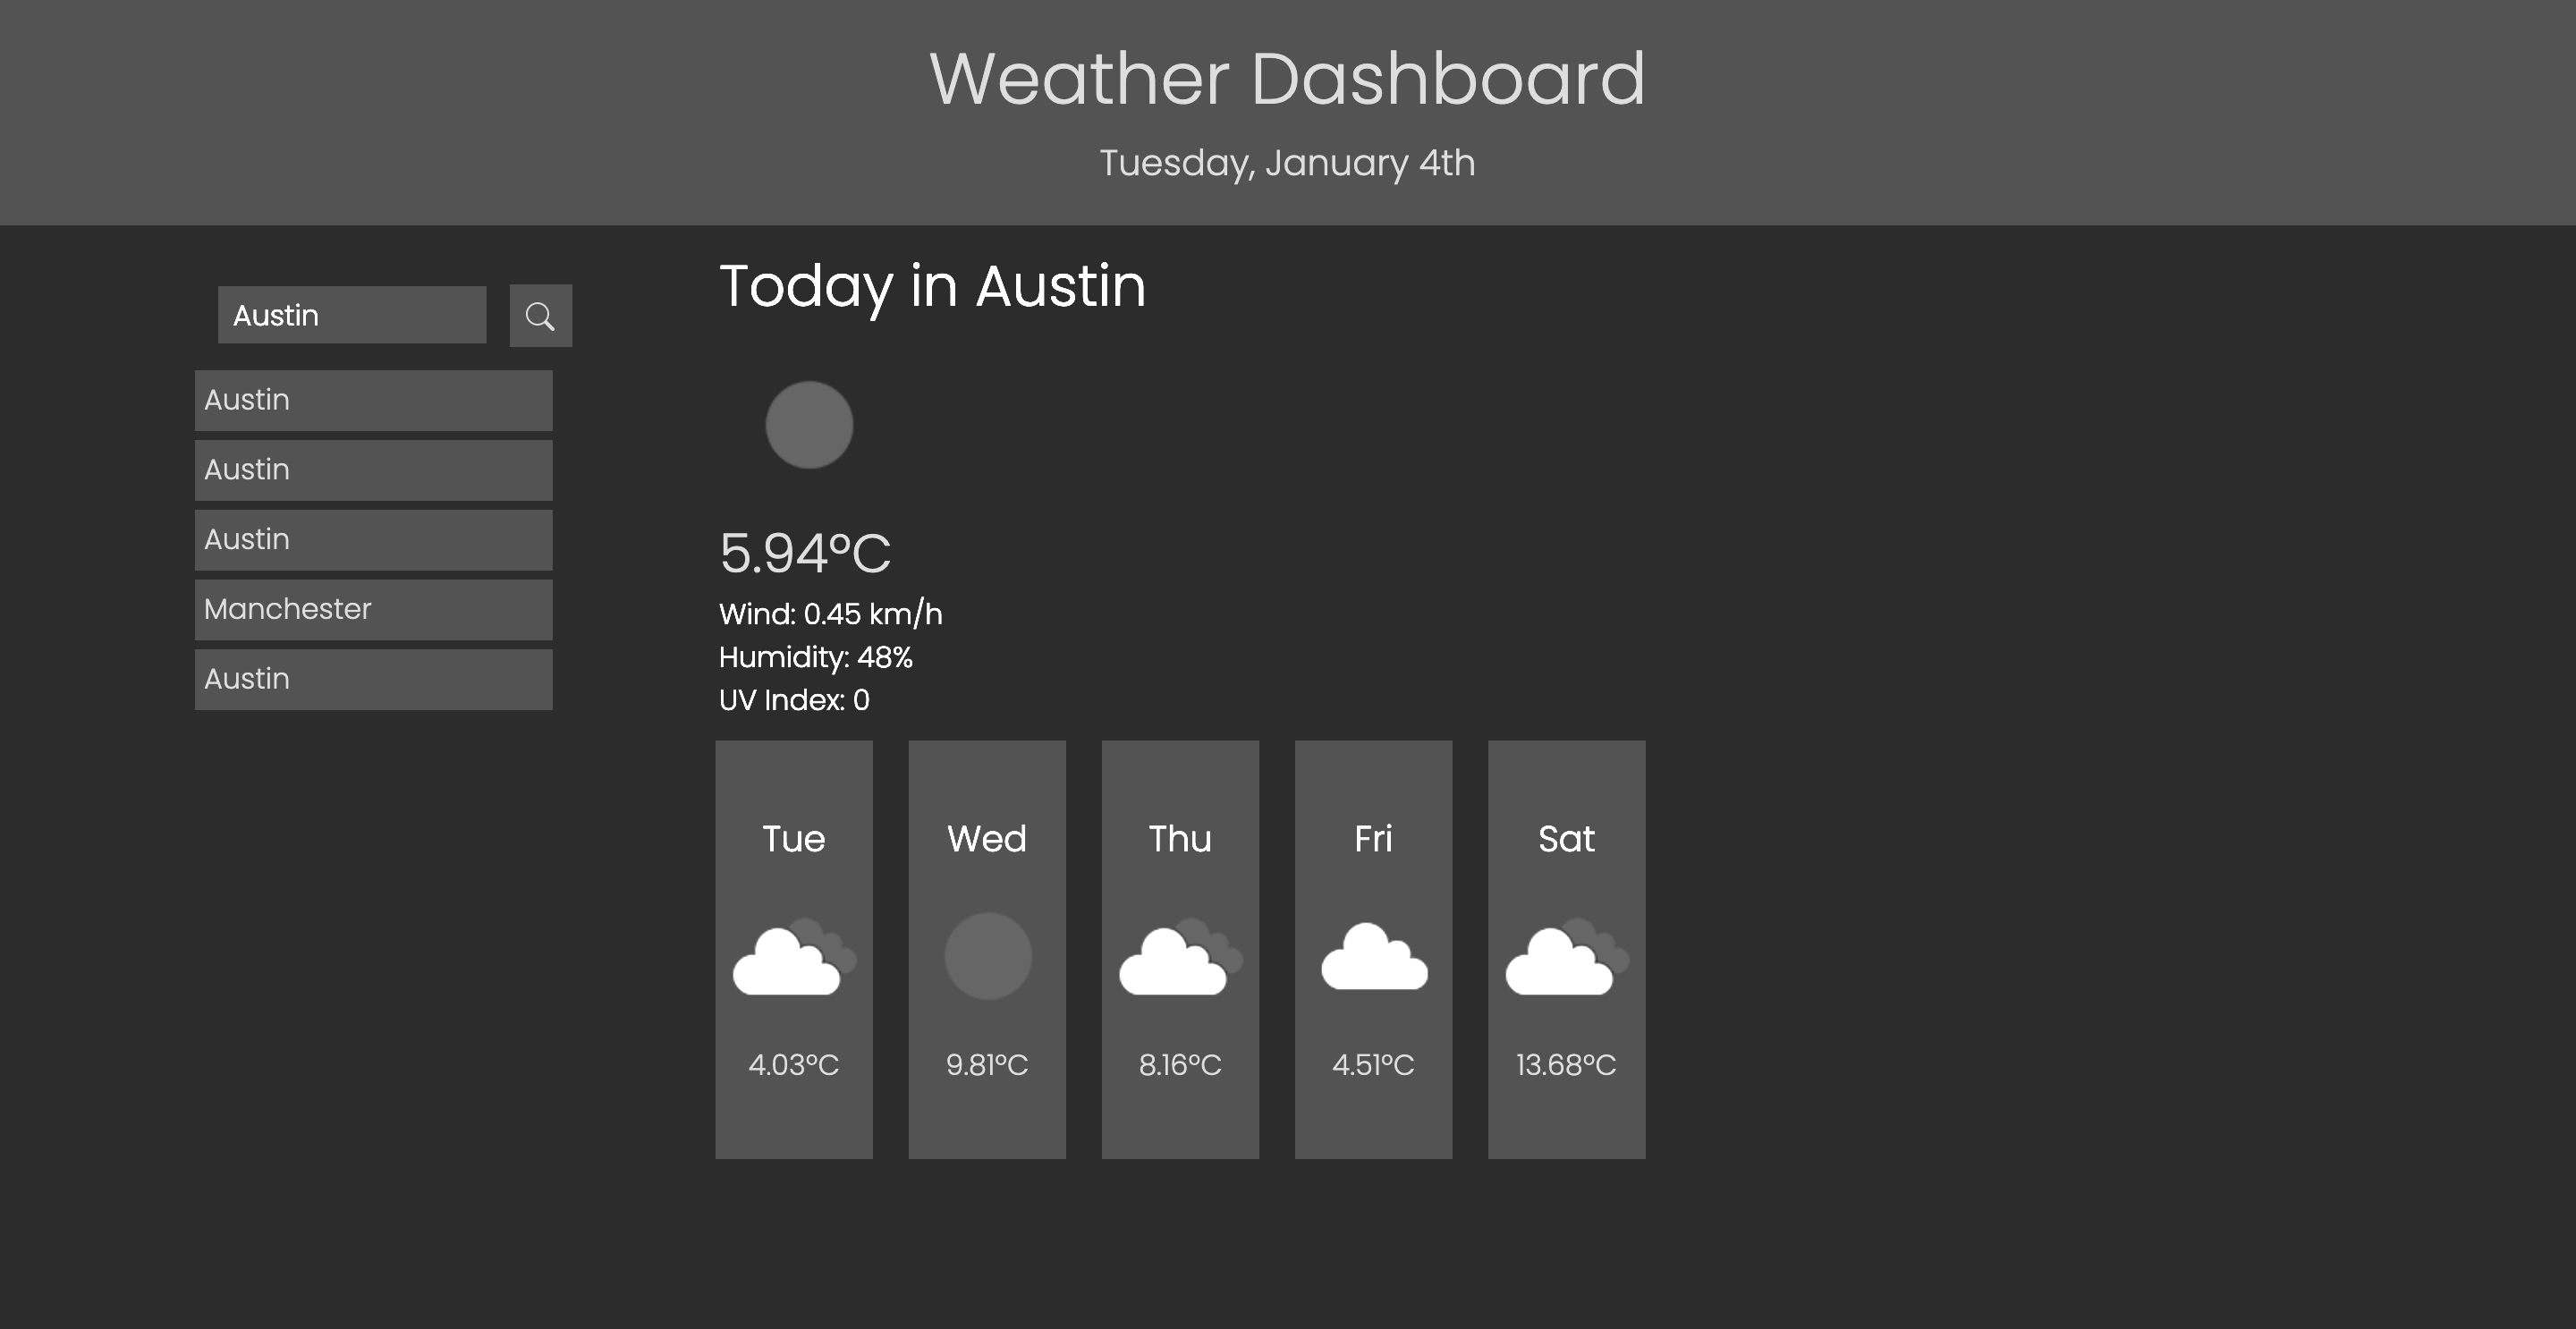 Weather Dashboard
Tuesday, January 4th
Austin
Austin
Austin
Austin
Manchester
Austin
Today in Austin
5.94°C
Wind: 0.45 km/h
Humidity: 48%
UV Index: 0
Tue
4.03°C
Wed
9.81°C
Thu
8.16°C
Fri
4.51°C
Sat
13.68°C